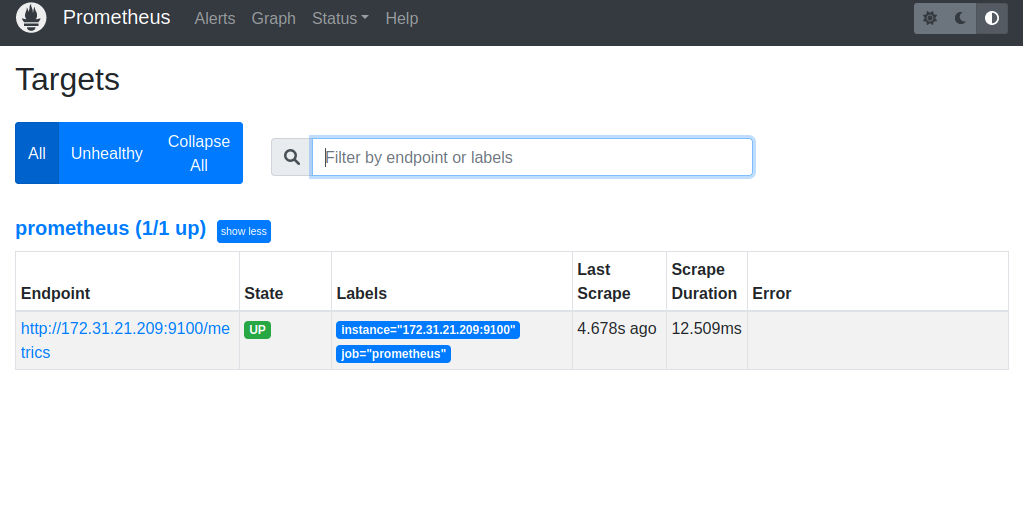 Prometheus Alerts Graph Status Help
Targets
All Unhealthy Collapse All
Filter by endpoint or labels
prometheus (1/1 up) show less
Endpoint State Labels Last Scrape Scrape Duration Error
http://172.31.21.209:9100/metrics UP instance="172.31.21.209:9100" 4.678s ago 12.509ms
job="prometheus"